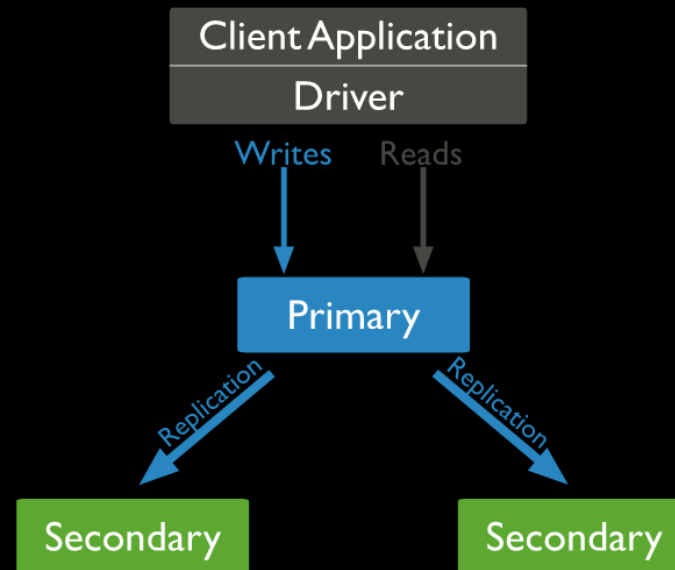 Client Application
Driver
Writes
Reads
Primary
Replication
Replication
Secondary
Secondary